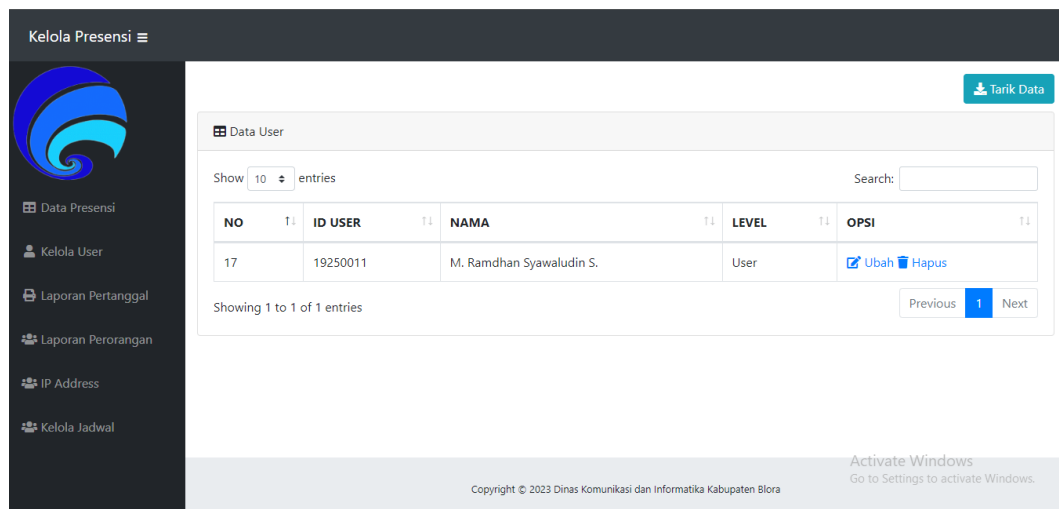 Kelola Presensi
Tarik Data
Data User
Show 10 entries
Search:
NO ID USER NAMA LEVEL OPSI
17 19250011 M. Ramdhan Syawaludin S. User Ubah Hapus
Showing 1 to 1 of 1 entries
Previous 1 Next
Data Presensi
Kelola User
Laporan Pertanggal
Laporan Perorangan
IP Address
Kelola Jadwal
Activate Windows
Go to Settings to activate Windows.
Copyright © 2023 Dinas Komunikasi dan Informatika Kabupaten Blora